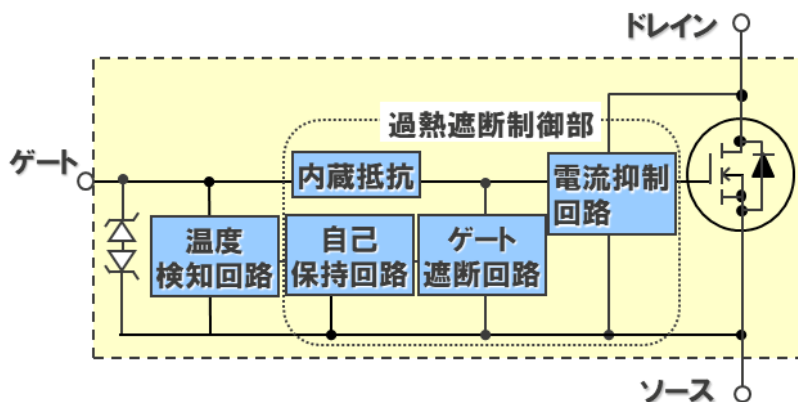 ドレイン
過熱遮断制御部
ゲート
内蔵抵抗
電流抑制
回路
温度
検知回路
自己
保持回路
ゲート
遮断回路
ソース